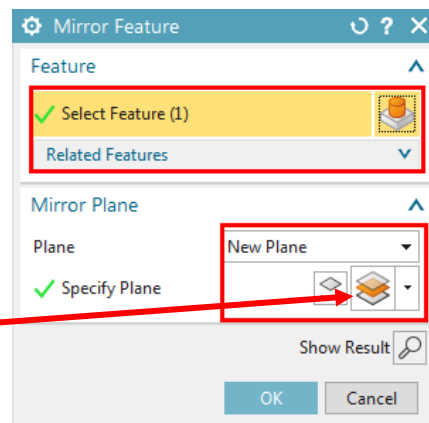 Mirror Feature
Feature
Select Feature (1)
Related Features
Mirror Plane
Plane New Plane
Specify Plane
Show Result
OK Cancel